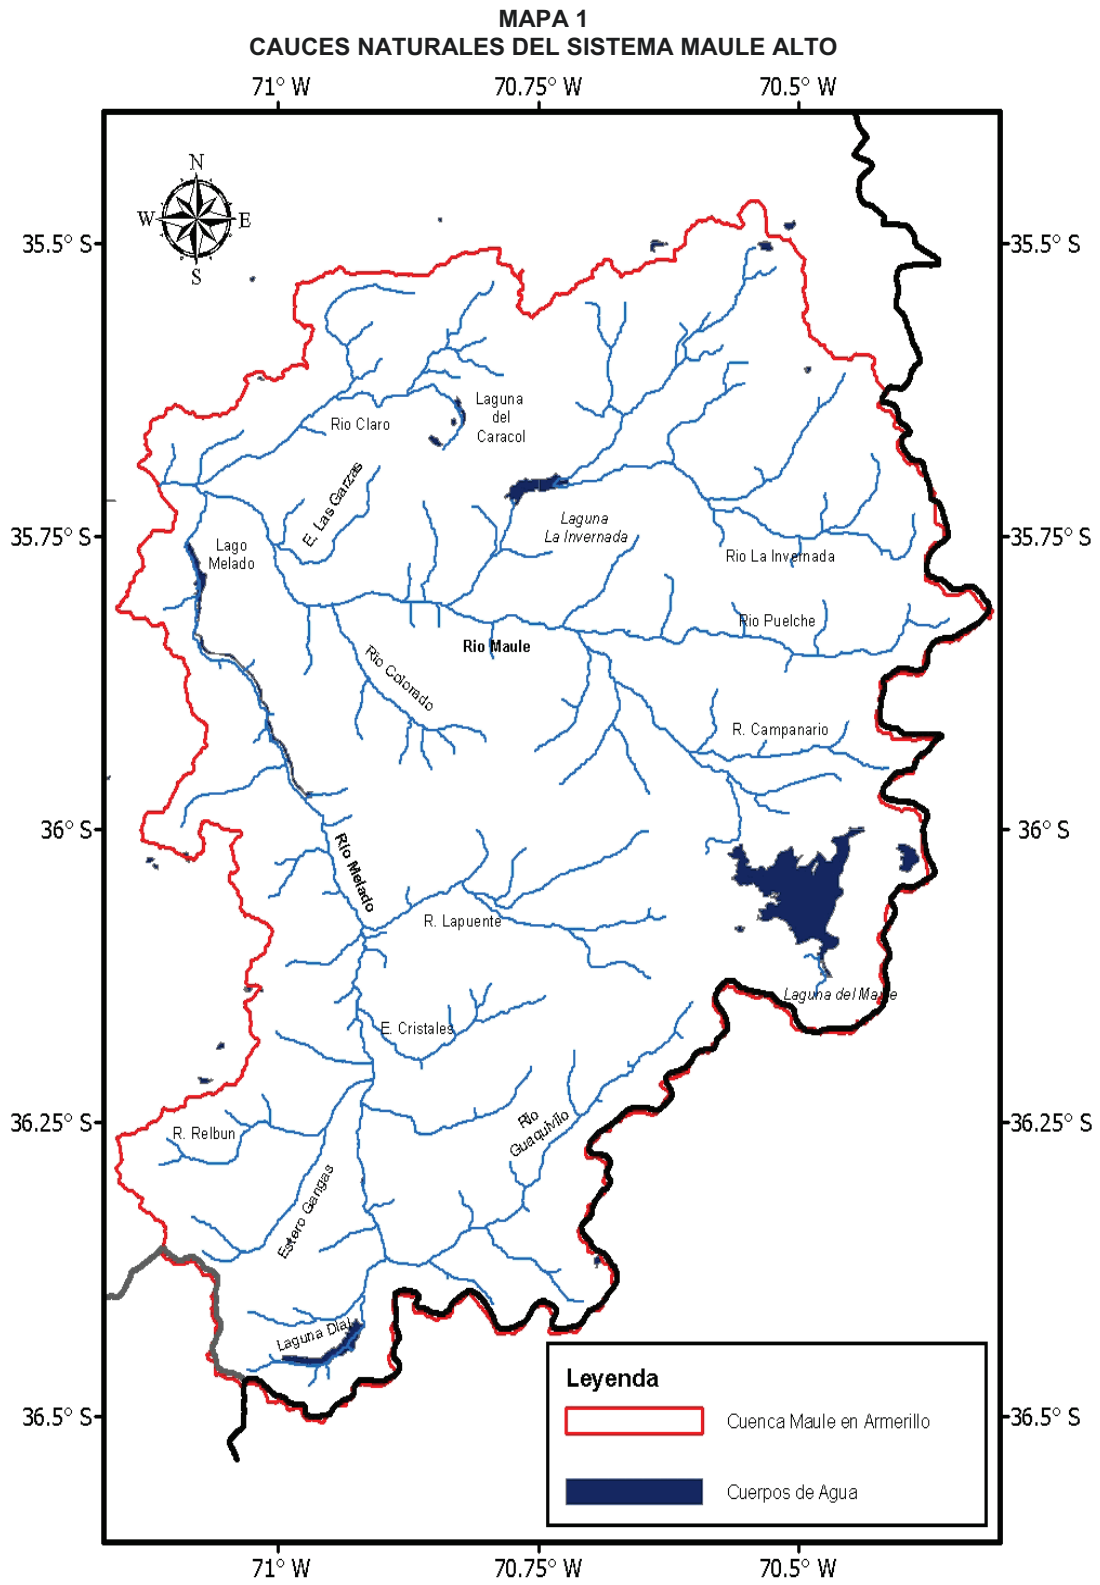 MAPA 1
CAUCES NATURALES DEL SISTEMA MAULE ALTO
71° W
70.75° W
70.5° W
N
W
E
S
35.5° S
35.5° S
Laguna
del
Caracol
Rio Claro
E. Las Garzas
Laguna
La Invernada
35.75° S
35.75° S
Lago
Melado
Rio La Invernada
Rio Puelche
Rio Maule
Rio Colorado
R. Campanario
36° S
36° S
Rio Melado
R. Lapuente
Laguna del Maule
E. Cristales
36.25° S
36.25° S
R. Relbun
Rio
Guaquivilo
Estero Gangas
Laguna Dial
Leyenda
Cuenca Maule en Armerillo
Cuerpos de Agua
36.5° S
36.5° S
71° W
70.75° W
70.5° W